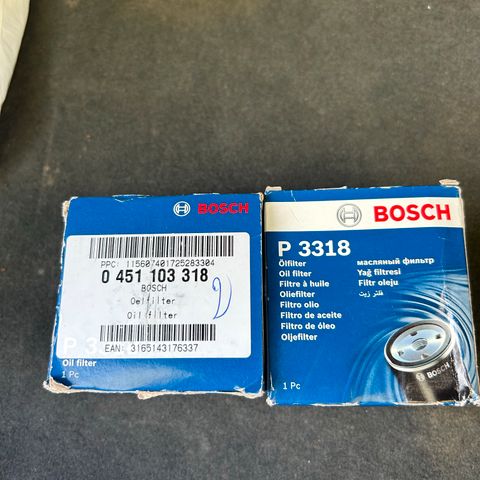 BOSCH
PPC: 115607401725283304
0 451 103 318
BOSCH
Oelfilter
Oil filter
EAN: 3165143176337
P 3
Oil filter
1 Pc
BOSCH
P 3318
Ölfilter
Oil filter
Filtre à huile
Oliefilter
Filtro olio
Filtro de aceite
Filtro de óleo
Oljefilter
масляный фильтр
Yağ filtresi
Filtr oleju
فلتر زيت
BOSCH
1 Pc